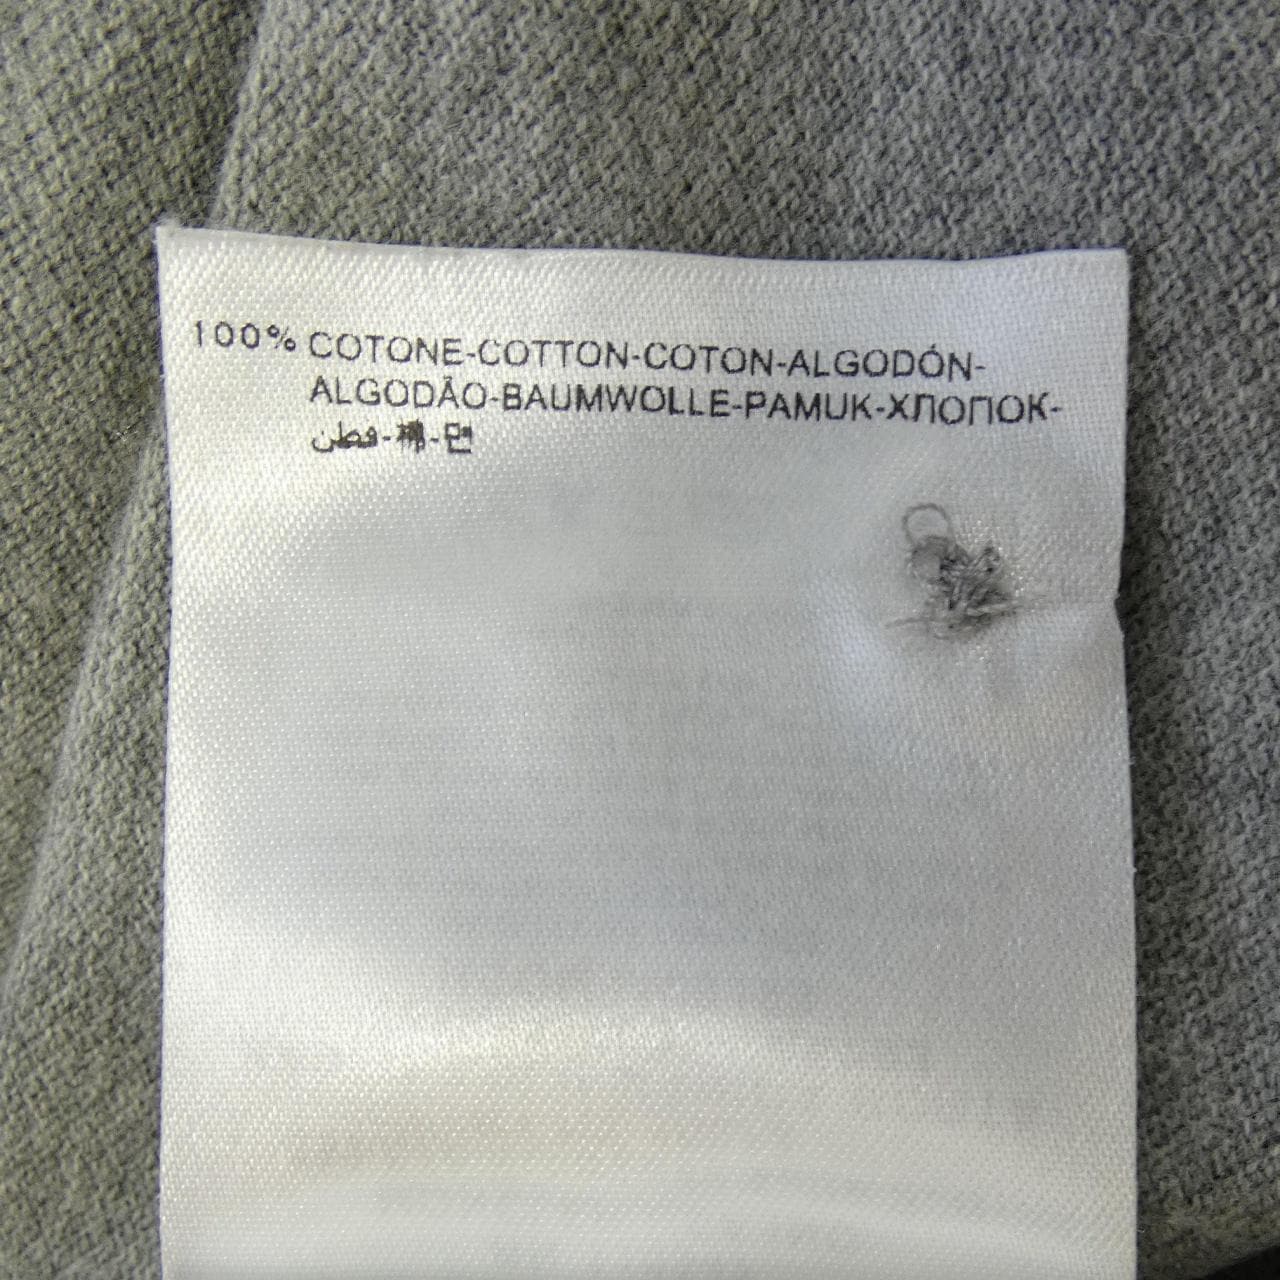 100% COTONE-COTTON-COTON-ALGODÓN-
ALGODÃO-BAUMWOLLE-PAMUK-ХЛОПОК-
قطن-棉-면